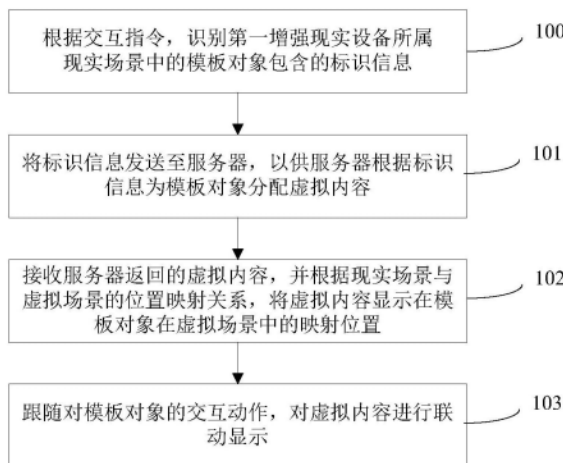 根据交互指令，识别第一增强现实设备所属
现实场景中的模板对象包含的标识信息
100
将标识信息发送至服务器，以供服务器根据标识
信息为模板对象分配虚拟内容
101
接收服务器返回的虚拟内容，并根据现实场景与
虚拟场景的位置映射关系，将虚拟内容显示在模
板对象在虚拟场景中的映射位置
102
跟随对模板对象的交互动作，对虚拟内容进行联
动显示
103